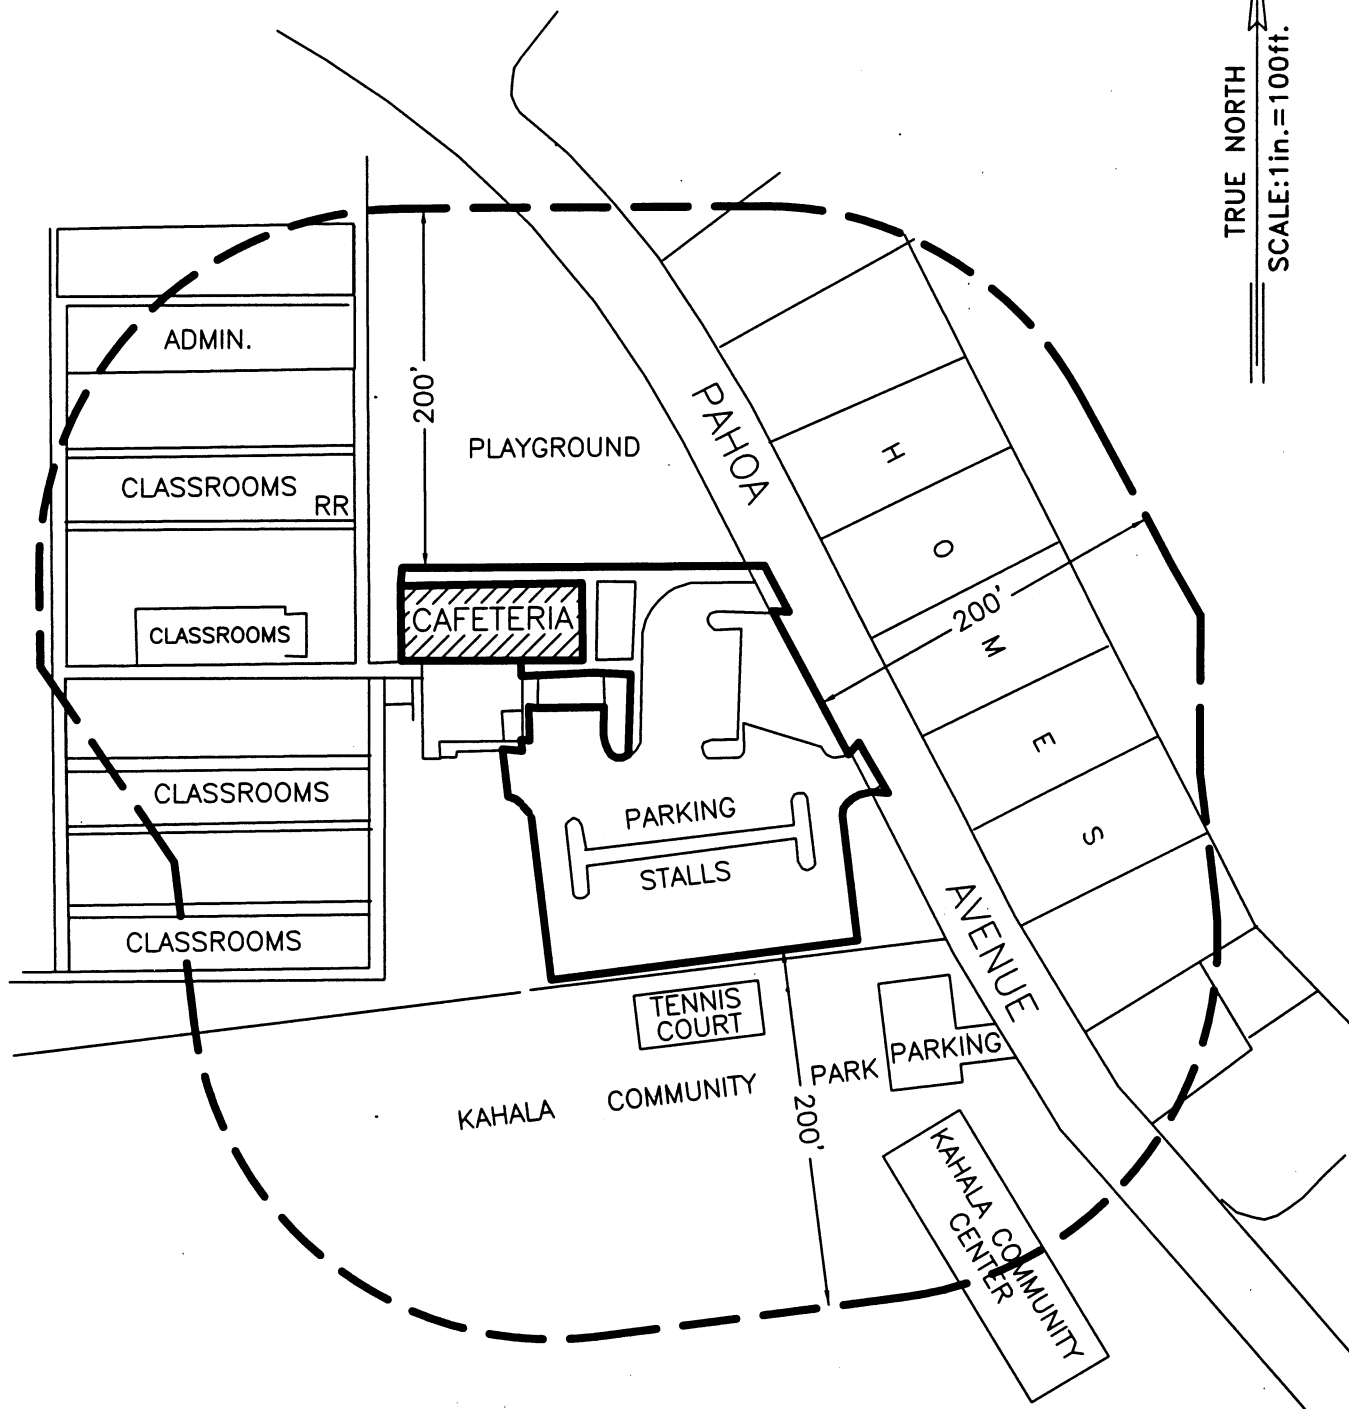 TRUE NORTH
SCALE:1in.=100ft.
ADMIN.
200'
PAHOA
PLAYGROUND
H
CLASSROOMS
RR
O
200'
CAFETERIA
CLASSROOMS
M
E
CLASSROOMS
PARKING
S
STALLS
AVENUE
CLASSROOMS
TENNIS
COURT
PARKING
PARK
COMMUNITY
KAHALA
200'
KAHALA COMMUNITY
CENTER